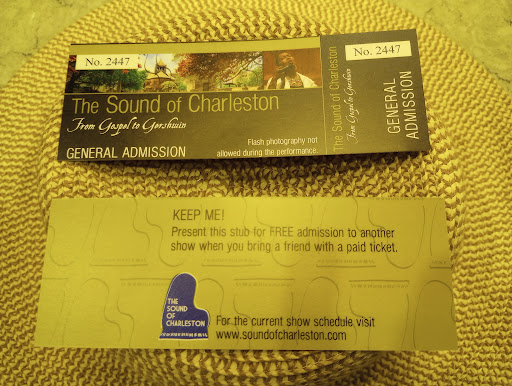 No. 2447
The Sound of Charleston
From Gospel to Gershwin
Flash photography not
allowed during the performance.
GENERAL ADMISSION
No. 2447
The Sound of Charleston
From Gospel to Gershwin
GENERAL
ADMISSION
KEEP ME!
Present this stub for FREE admission to another
show when you bring a friend with a paid ticket.
THE
SOUND
OF
CHARLESTON
For the current show schedule visit
www.soundofcharleston.com